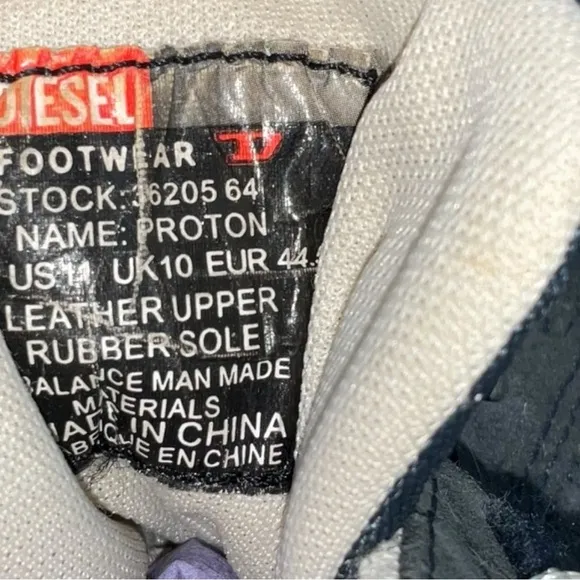 DIESEL
FOOTWEAR
STOCK: 36205 64
NAME: PROTON
US11 UK10 EUR 44.
LEATHER UPPER
RUBBER SOLE
BALANCE MAN MADE
MATERIALS
MADE IN CHINA
EN CHINE